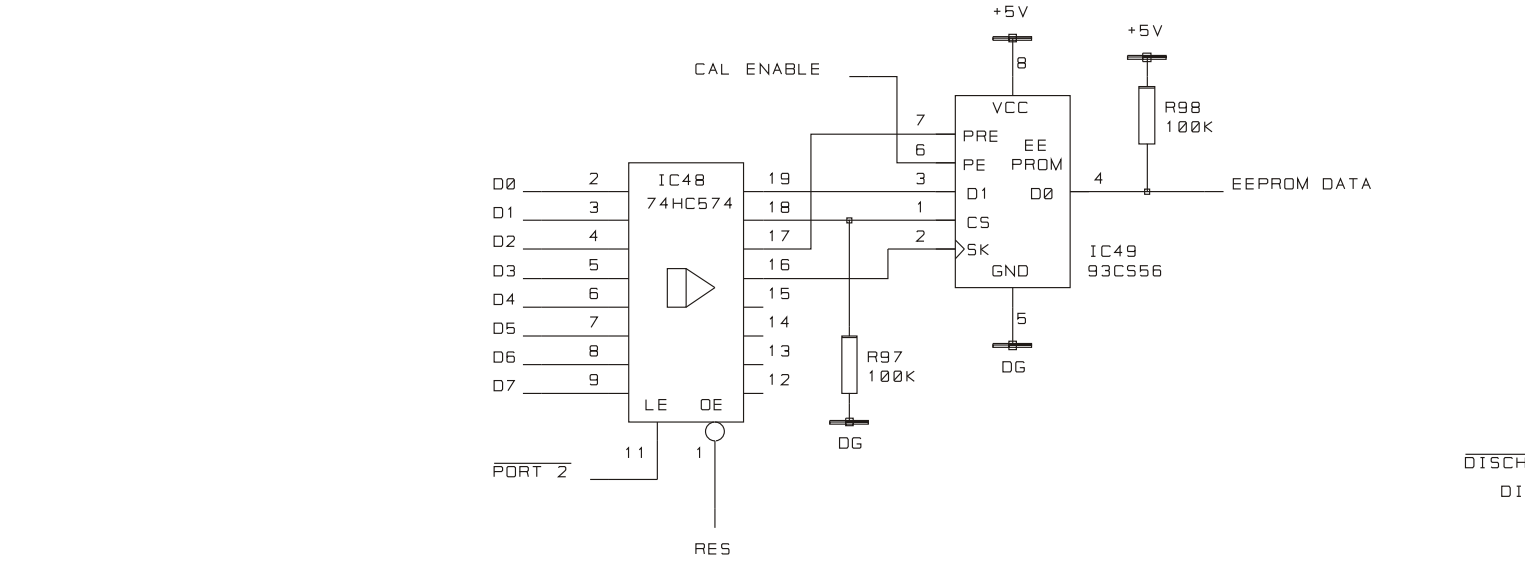 +5V
+5V
8
CAL ENABLE
VCC
R98
100K
7
PRE
EE
PROM
6
PE
D0
2
IC48
74HC574
19
3
D1
D0
4
EEPROM DATA
D1
3
18
1
CS
D2
4
17
2
SK
IC49
93CS56
D3
5
16
GND
D4
6
15
D5
7
14
5
D6
8
13
R97
100K
DG
D7
9
12
LE
OE
DG
11
1
PORT 2
DISCH
DI
RES